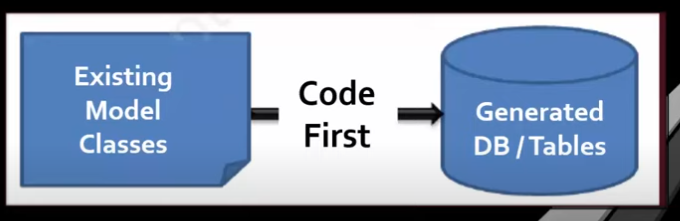 Existing
Model
Classes
Code
First
Generated
DB / Tables